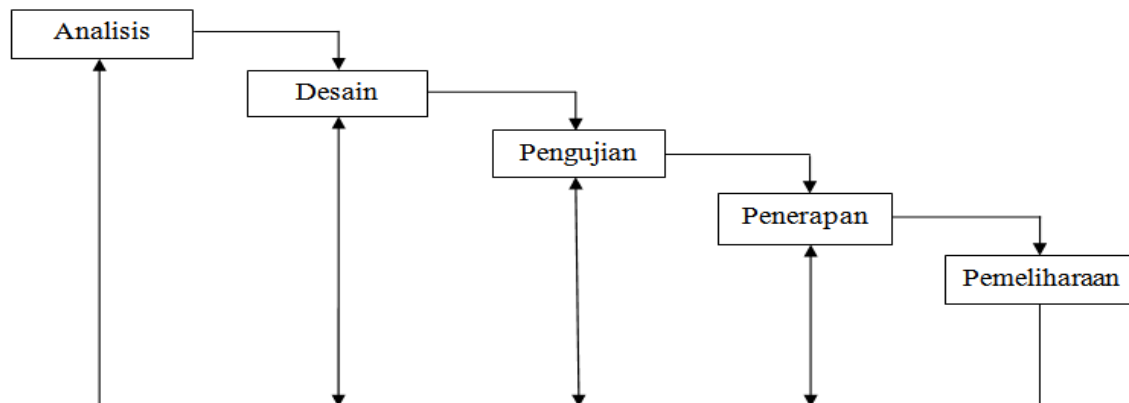 Analisis
Desain
Pengujian
Penerapan
Pemeliharaan